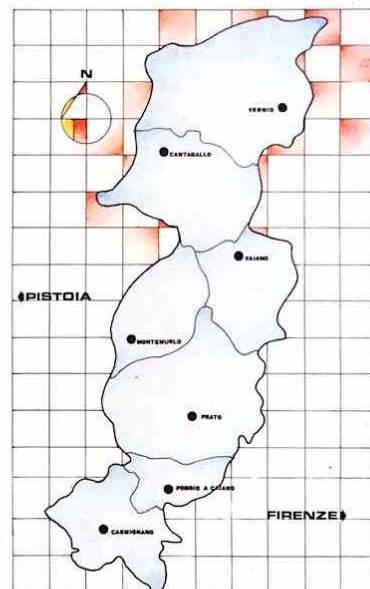 N
VERNIO
CANTAGALLO
VAIANO
PISTOIA
MONTEMURLO
PRATO
POGGIO A CAIANO
FIRENZE
CARMIGNANO